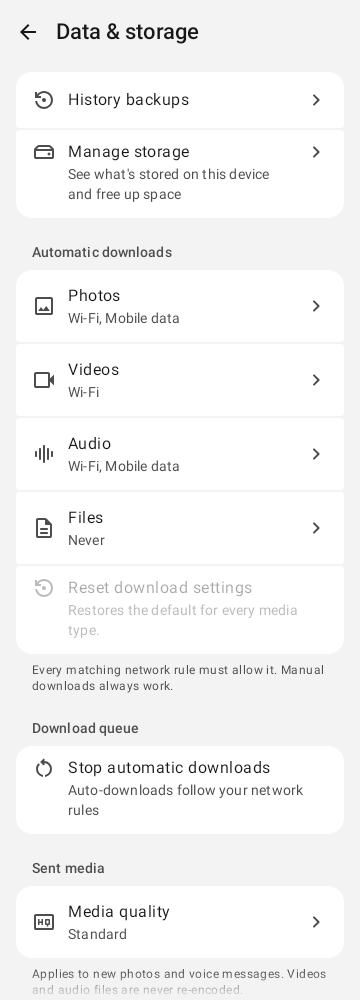 Data & storage
History backups
Manage storage
See what's stored on this device
and free up space
Automatic downloads
Photos
Wi-Fi, Mobile data
Videos
Wi-Fi
Audio
Wi-Fi, Mobile data
Files
Never
Reset download settings
Restores the default for every media
type.
Every matching network rule must allow it. Manual
downloads always work.
Download queue
Stop automatic downloads
Auto-downloads follow your network
rules
Sent media
HQ
Media quality
Standard
Applies to new photos and voice messages. Videos
and audio files are never re-encoded.